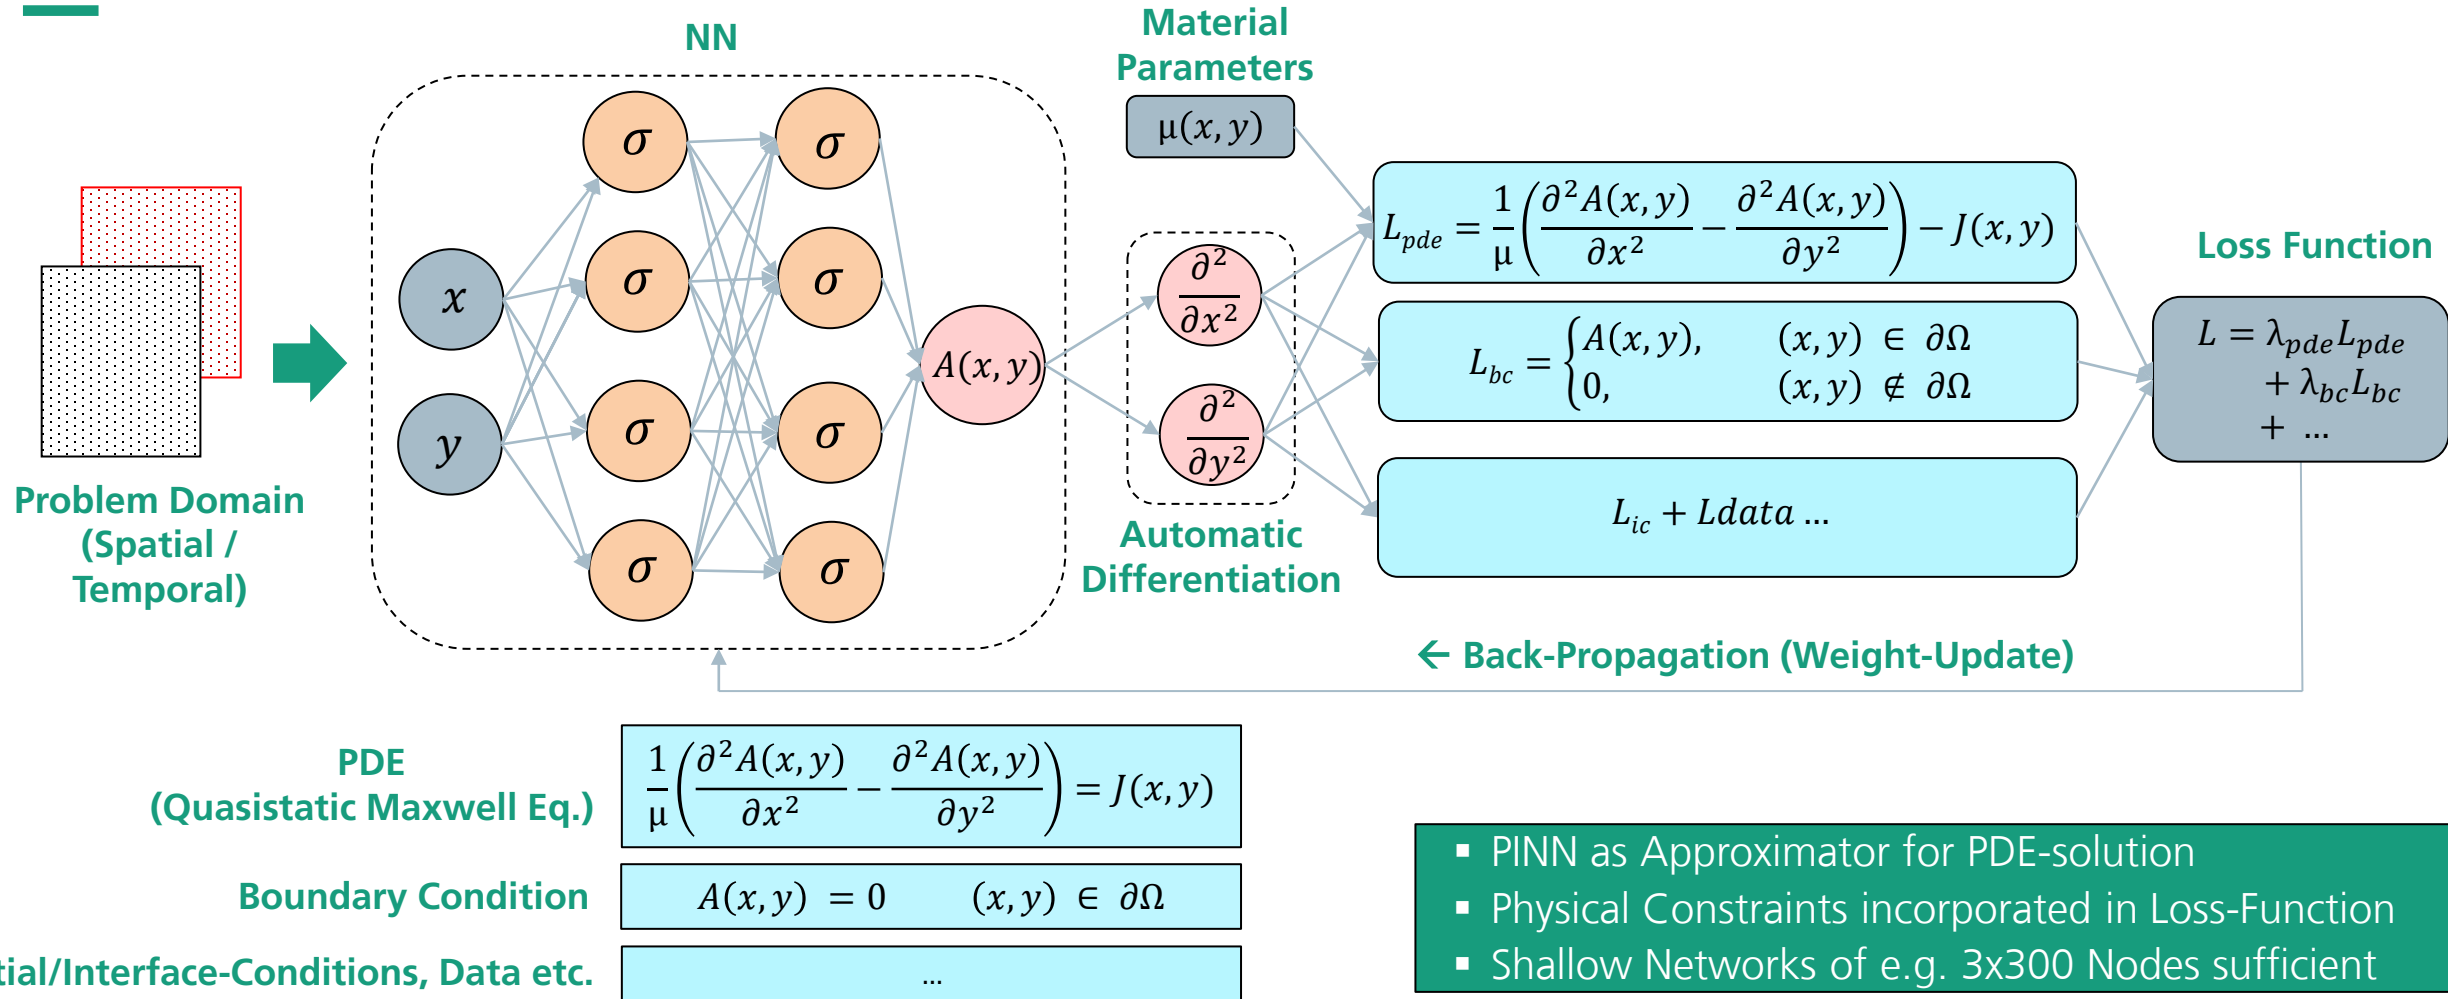 NN
Material
Parameters
μ(x, y)
σ σ
σ σ
σ σ
σ σ
x
y
A(x, y)
∂²/∂x²
∂²/∂y²
Problem Domain
(Spatial /
Temporal)
Automatic
Differentiation
L_pde = 1/μ (∂²A(x, y)/∂x² − ∂²A(x, y)/∂y²) − J(x, y)
L_bc = { A(x, y), (x, y) ∈ ∂Ω
0, (x, y) ∉ ∂Ω
L_ic + Ldata ...
Loss Function
L = λ_pde L_pde
+ λ_bc L_bc
+ ...
← Back-Propagation (Weight-Update)
PDE
(Quasistatic Maxwell Eq.)
1/μ (∂²A(x, y)/∂x² − ∂²A(x, y)/∂y²) = J(x, y)
Boundary Condition
A(x, y) = 0 (x, y) ∈ ∂Ω
tial/Interface-Conditions, Data etc.
...
▪ PINN as Approximator for PDE-solution
▪ Physical Constraints incorporated in Loss-Function
▪ Shallow Networks of e.g. 3x300 Nodes sufficient